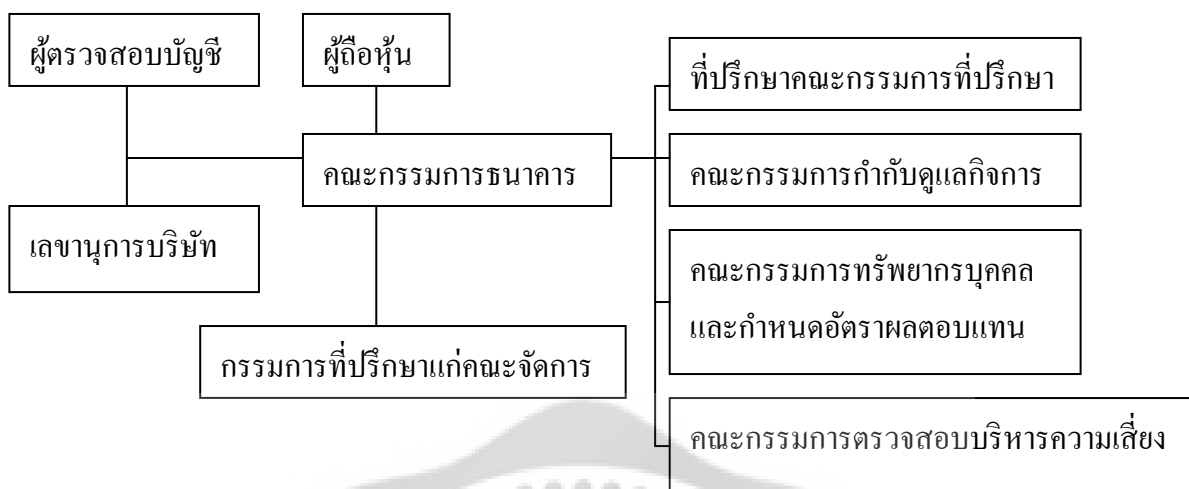 ผู้ตรวจสอบบัญชี
ผู้ถือหุ้น
ที่ปรึกษาคณะกรรมการที่ปรึกษา
คณะกรรมการธนาคาร
คณะกรรมการกำกับดูแลกิจการ
เลขานุการบริษัท
คณะกรรมการทรัพยากรบุคคล
และกำหนดอัตราผลตอบแทน
กรรมการที่ปรึกษาแก่คณะจัดการ
คณะกรรมการตรวจสอบบริหารความเสี่ยง